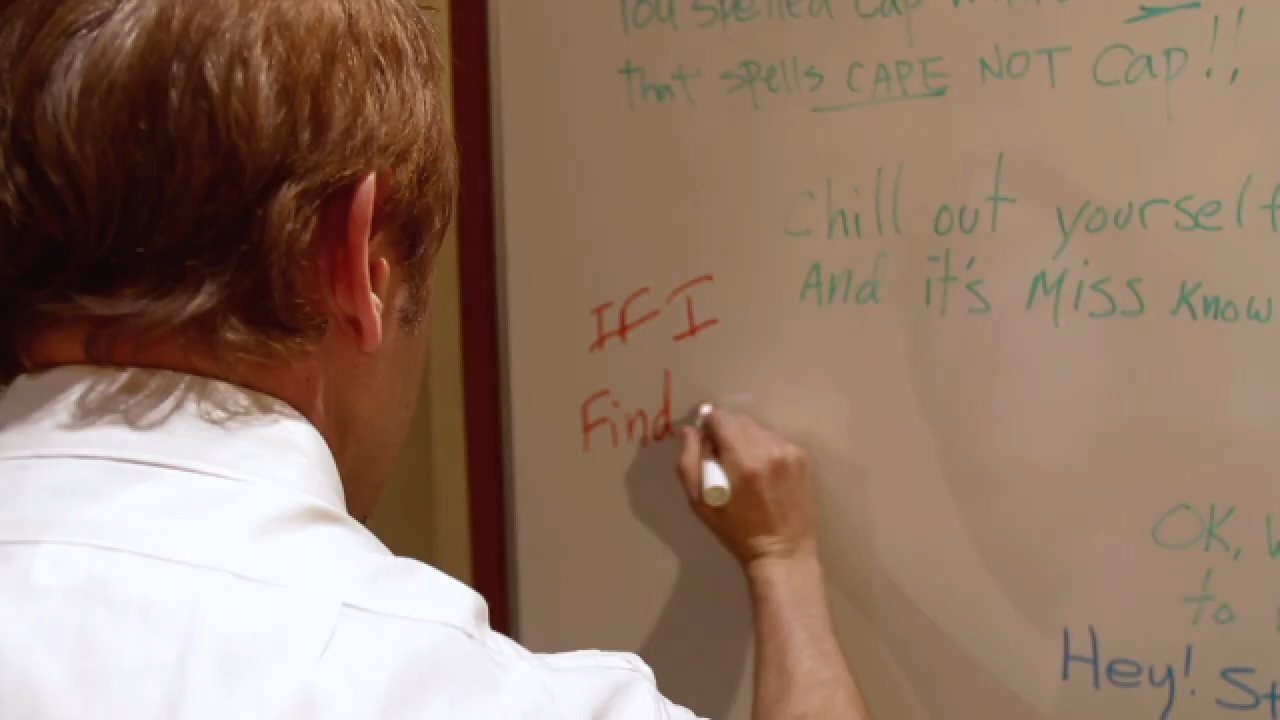 You spelled Cap
that spells CAPE NOT Cap!!
Chill out yourself
And it's Miss Know
IF I
Find
OK,
to
Hey!